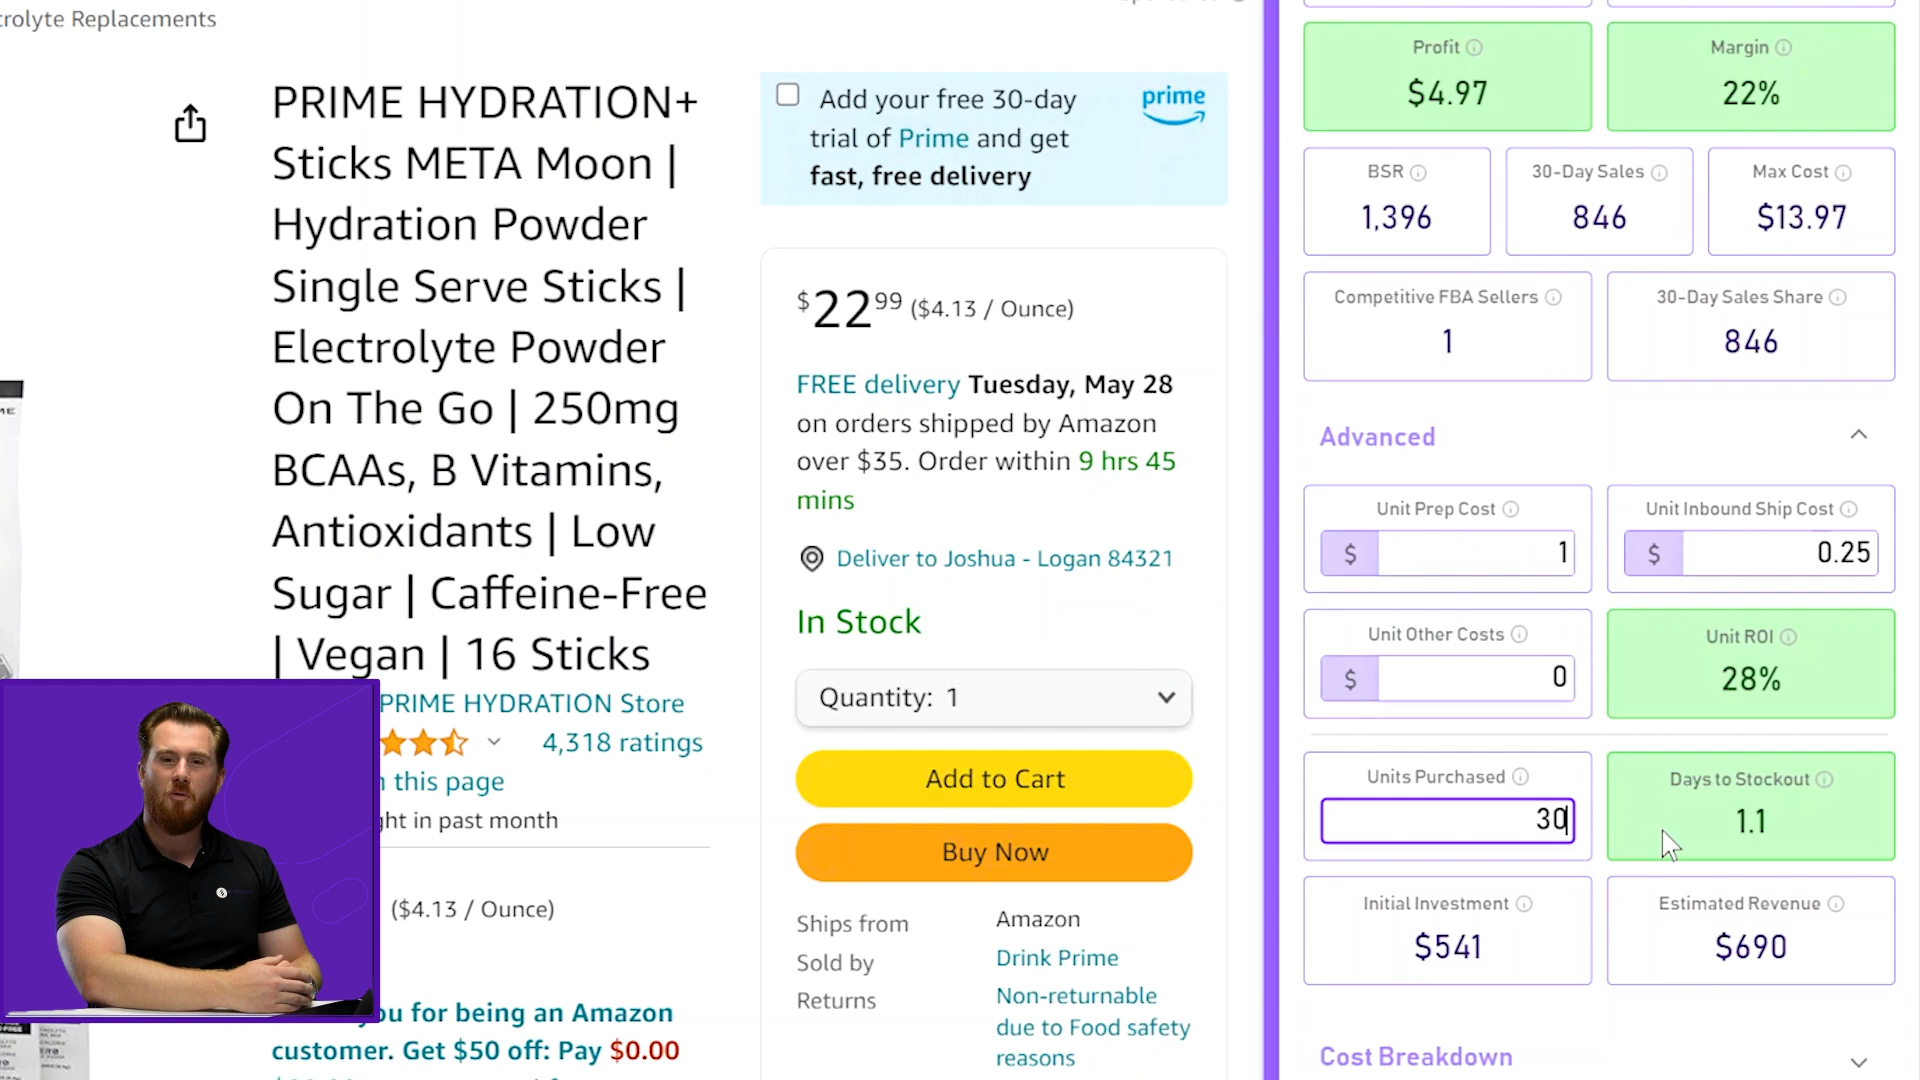 rolyte Replacements
PRIME HYDRATION+
Sticks META Moon |
Hydration Powder
Single Serve Sticks |
Electrolyte Powder
On The Go | 250mg
BCAAs, B Vitamins,
Antioxidants | Low
Sugar | Caffeine-Free
| Vegan | 16 Sticks
PRIME HYDRATION Store
4,318 ratings
this page
ght in past month
($4.13 / Ounce)
ou for being an Amazon
customer. Get $50 off: Pay $0.00
Add your free 30-day
trial of Prime and get
fast, free delivery
prime
$22.99 ($4.13 / Ounce)
FREE delivery Tuesday, May 28
on orders shipped by Amazon
over $35. Order within 9 hrs 45
mins
Deliver to Joshua - Logan 84321
In Stock
Quantity: 1
Add to Cart
Buy Now
Ships from Amazon
Sold by Drink Prime
Returns Non-returnable
due to Food safety
reasons
Profit Margin
$4.97 22%
BSR 30-Day Sales Max Cost
1,396 846 $13.97
Competitive FBA Sellers 30-Day Sales Share
1 846
Advanced
Unit Prep Cost Unit Inbound Ship Cost
$ 1 $ 0.25
Unit Other Costs Unit ROI
$ 0 28%
Units Purchased Days to Stockout
30 1.1
Initial Investment Estimated Revenue
$541 $690
Cost Breakdown